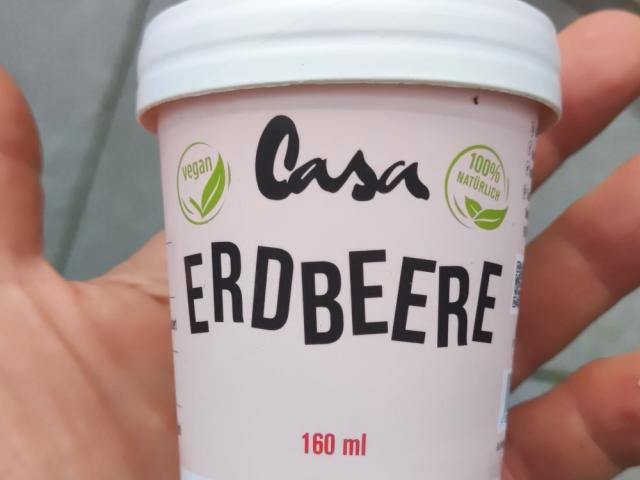 Casa
vegan
100%
NATÜRLICH
ERDBEERE
160 ml